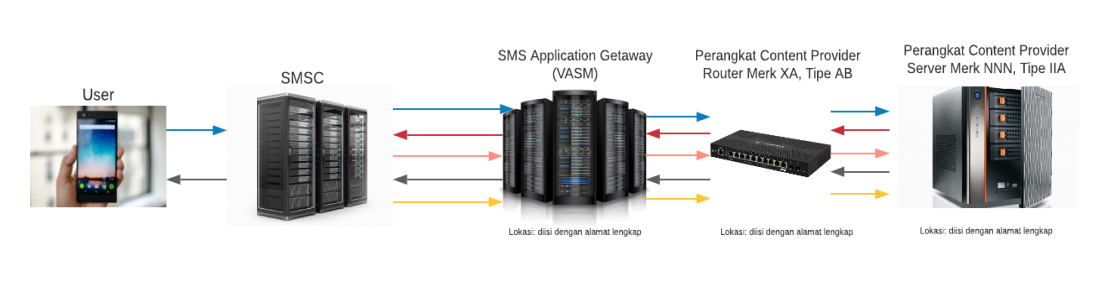 User
SMSC
SMS Application Getaway
(VASM)
Perangkat Content Provider
Router Merk XA, Tipe AB
Perangkat Content Provider
Server Merk NNN, Tipe IIA
Lokasi: diisi dengan alamat lengkap
Lokasi: diisi dengan alamat lengkap
Lokasi: diisi dengan alamat lengkap